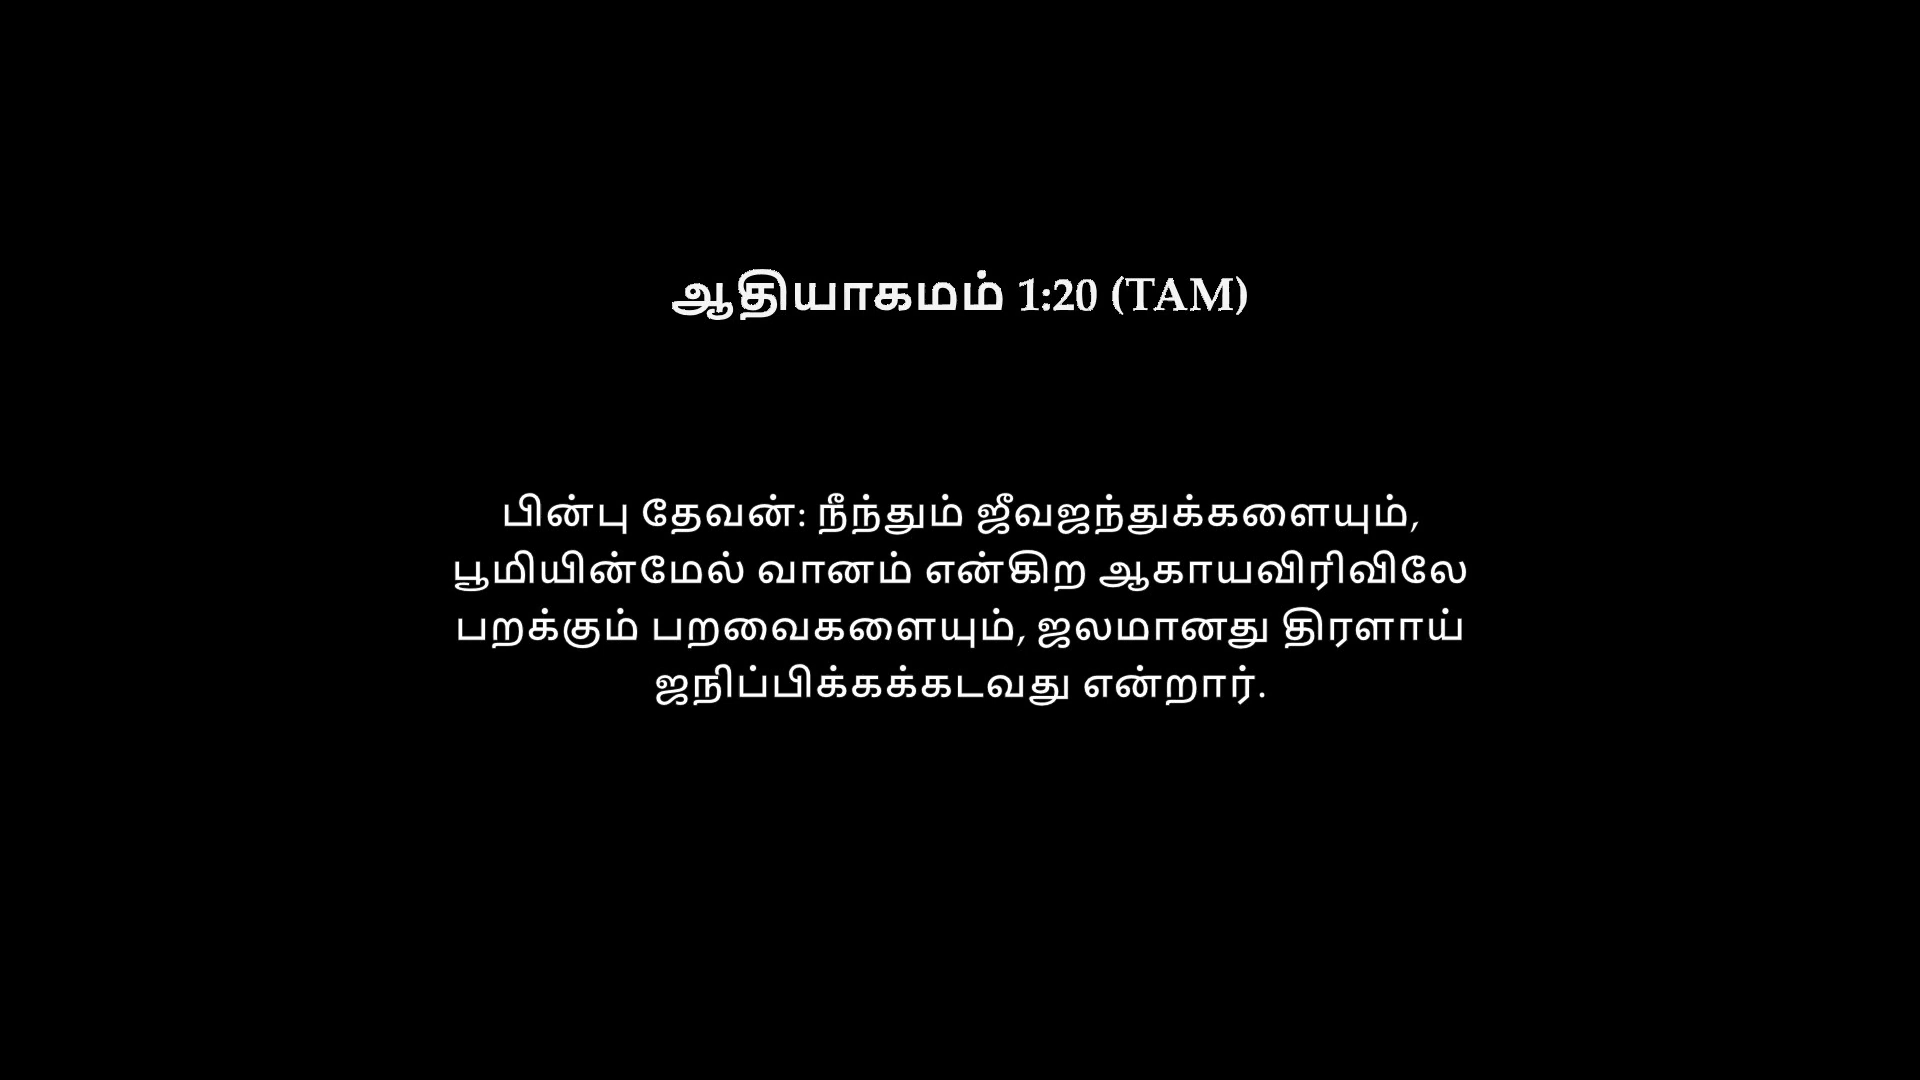 ஆதியாகமம் 1:20 (TAM)
பின்பு தேவன்: நீந்தும் ஜீவஜந்துக்களையும்,
பூமியின்மேல் வானம் என்கிற ஆகாயவிரிவிலே
பறக்கும் பறவைகளையும், ஜலமானது திரளாய்
ஜநிப்பிக்கக்கடவது என்றார்.